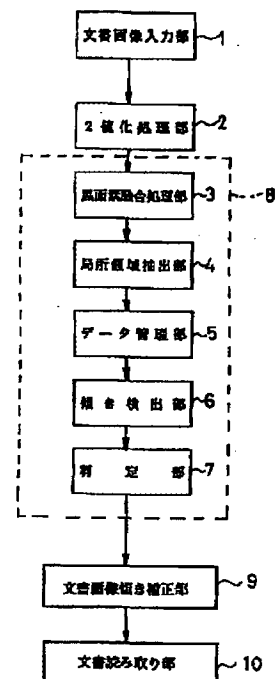 文書画像入力部 1
2値化処理部 2
黒画素融合処理部 3
8
局所領域抽出部 4
データ管理部 5
傾き検出部 6
判定部 7
文書画像傾き補正部 9
文書読み取り部 10